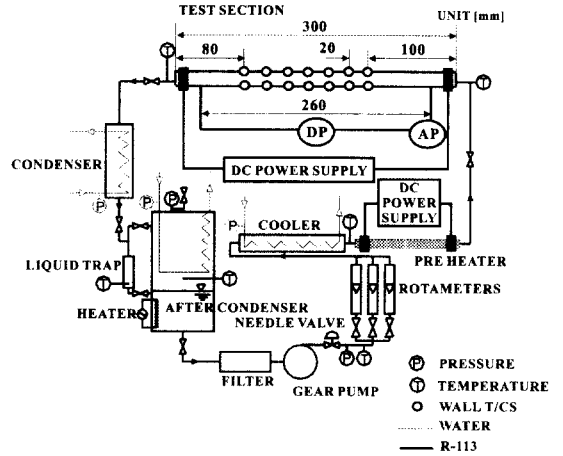 TEST SECTION
UNIT [mm]
300
80
20
100
T
T
260
DP
AP
DC POWER SUPPLY
DC
POWER
SUPPLY
CONDENSER
P
P
P
COOLER
T
PRE HEATER
LIQUID TRAP
T
T
HEATER
AFTER CONDENSER
ROTAMETERS
NEEDLE VALVE
P
T
FILTER
GEAR PUMP
P PRESSURE
T TEMPERATURE
WALL T/CS
WATER
R-113